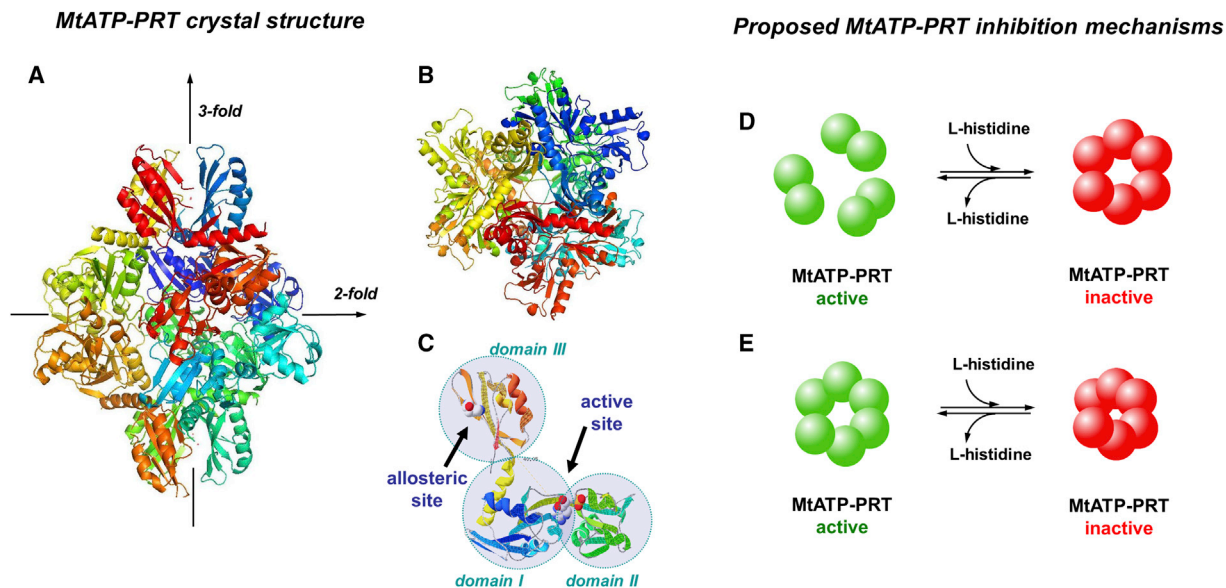 MtATP-PRT crystal structure
Proposed MtATP-PRT inhibition mechanisms
A
3-fold
2-fold
B
C
domain III
active
site
allosteric
site
domain I
domain II
D
L-histidine
L-histidine
MtATP-PRT
active
MtATP-PRT
inactive
E
L-histidine
L-histidine
MtATP-PRT
active
MtATP-PRT
inactive